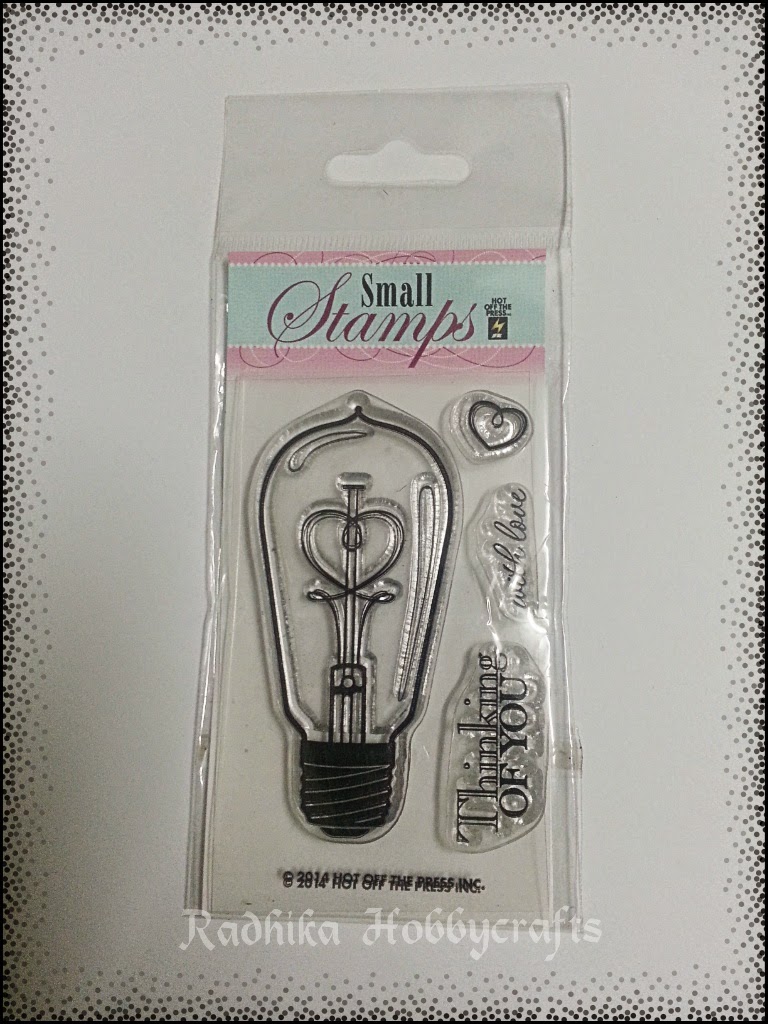 Small
Stamps
HOT
OFF THE
PRESS INC.
with love
Thinking
OF YOU
© 2014 HOT OFF THE PRESS INC.
Radhika Hobbycrafts